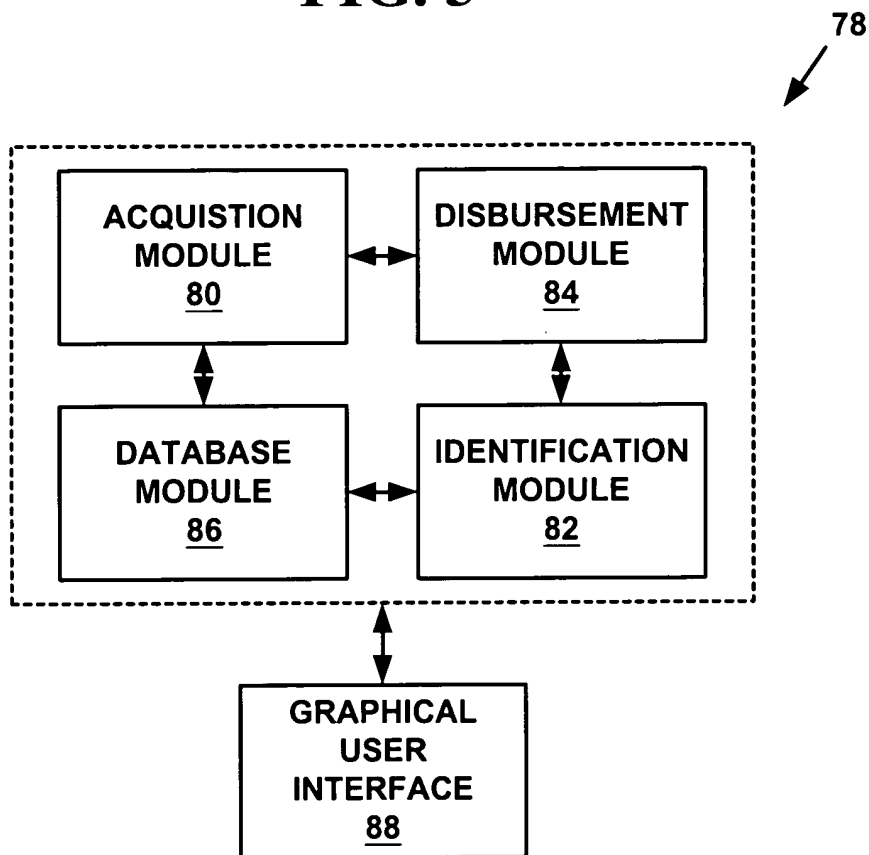 78
ACQUISTION
MODULE
80
DISBURSEMENT
MODULE
84
DATABASE
MODULE
86
IDENTIFICATION
MODULE
82
GRAPHICAL
USER
INTERFACE
88